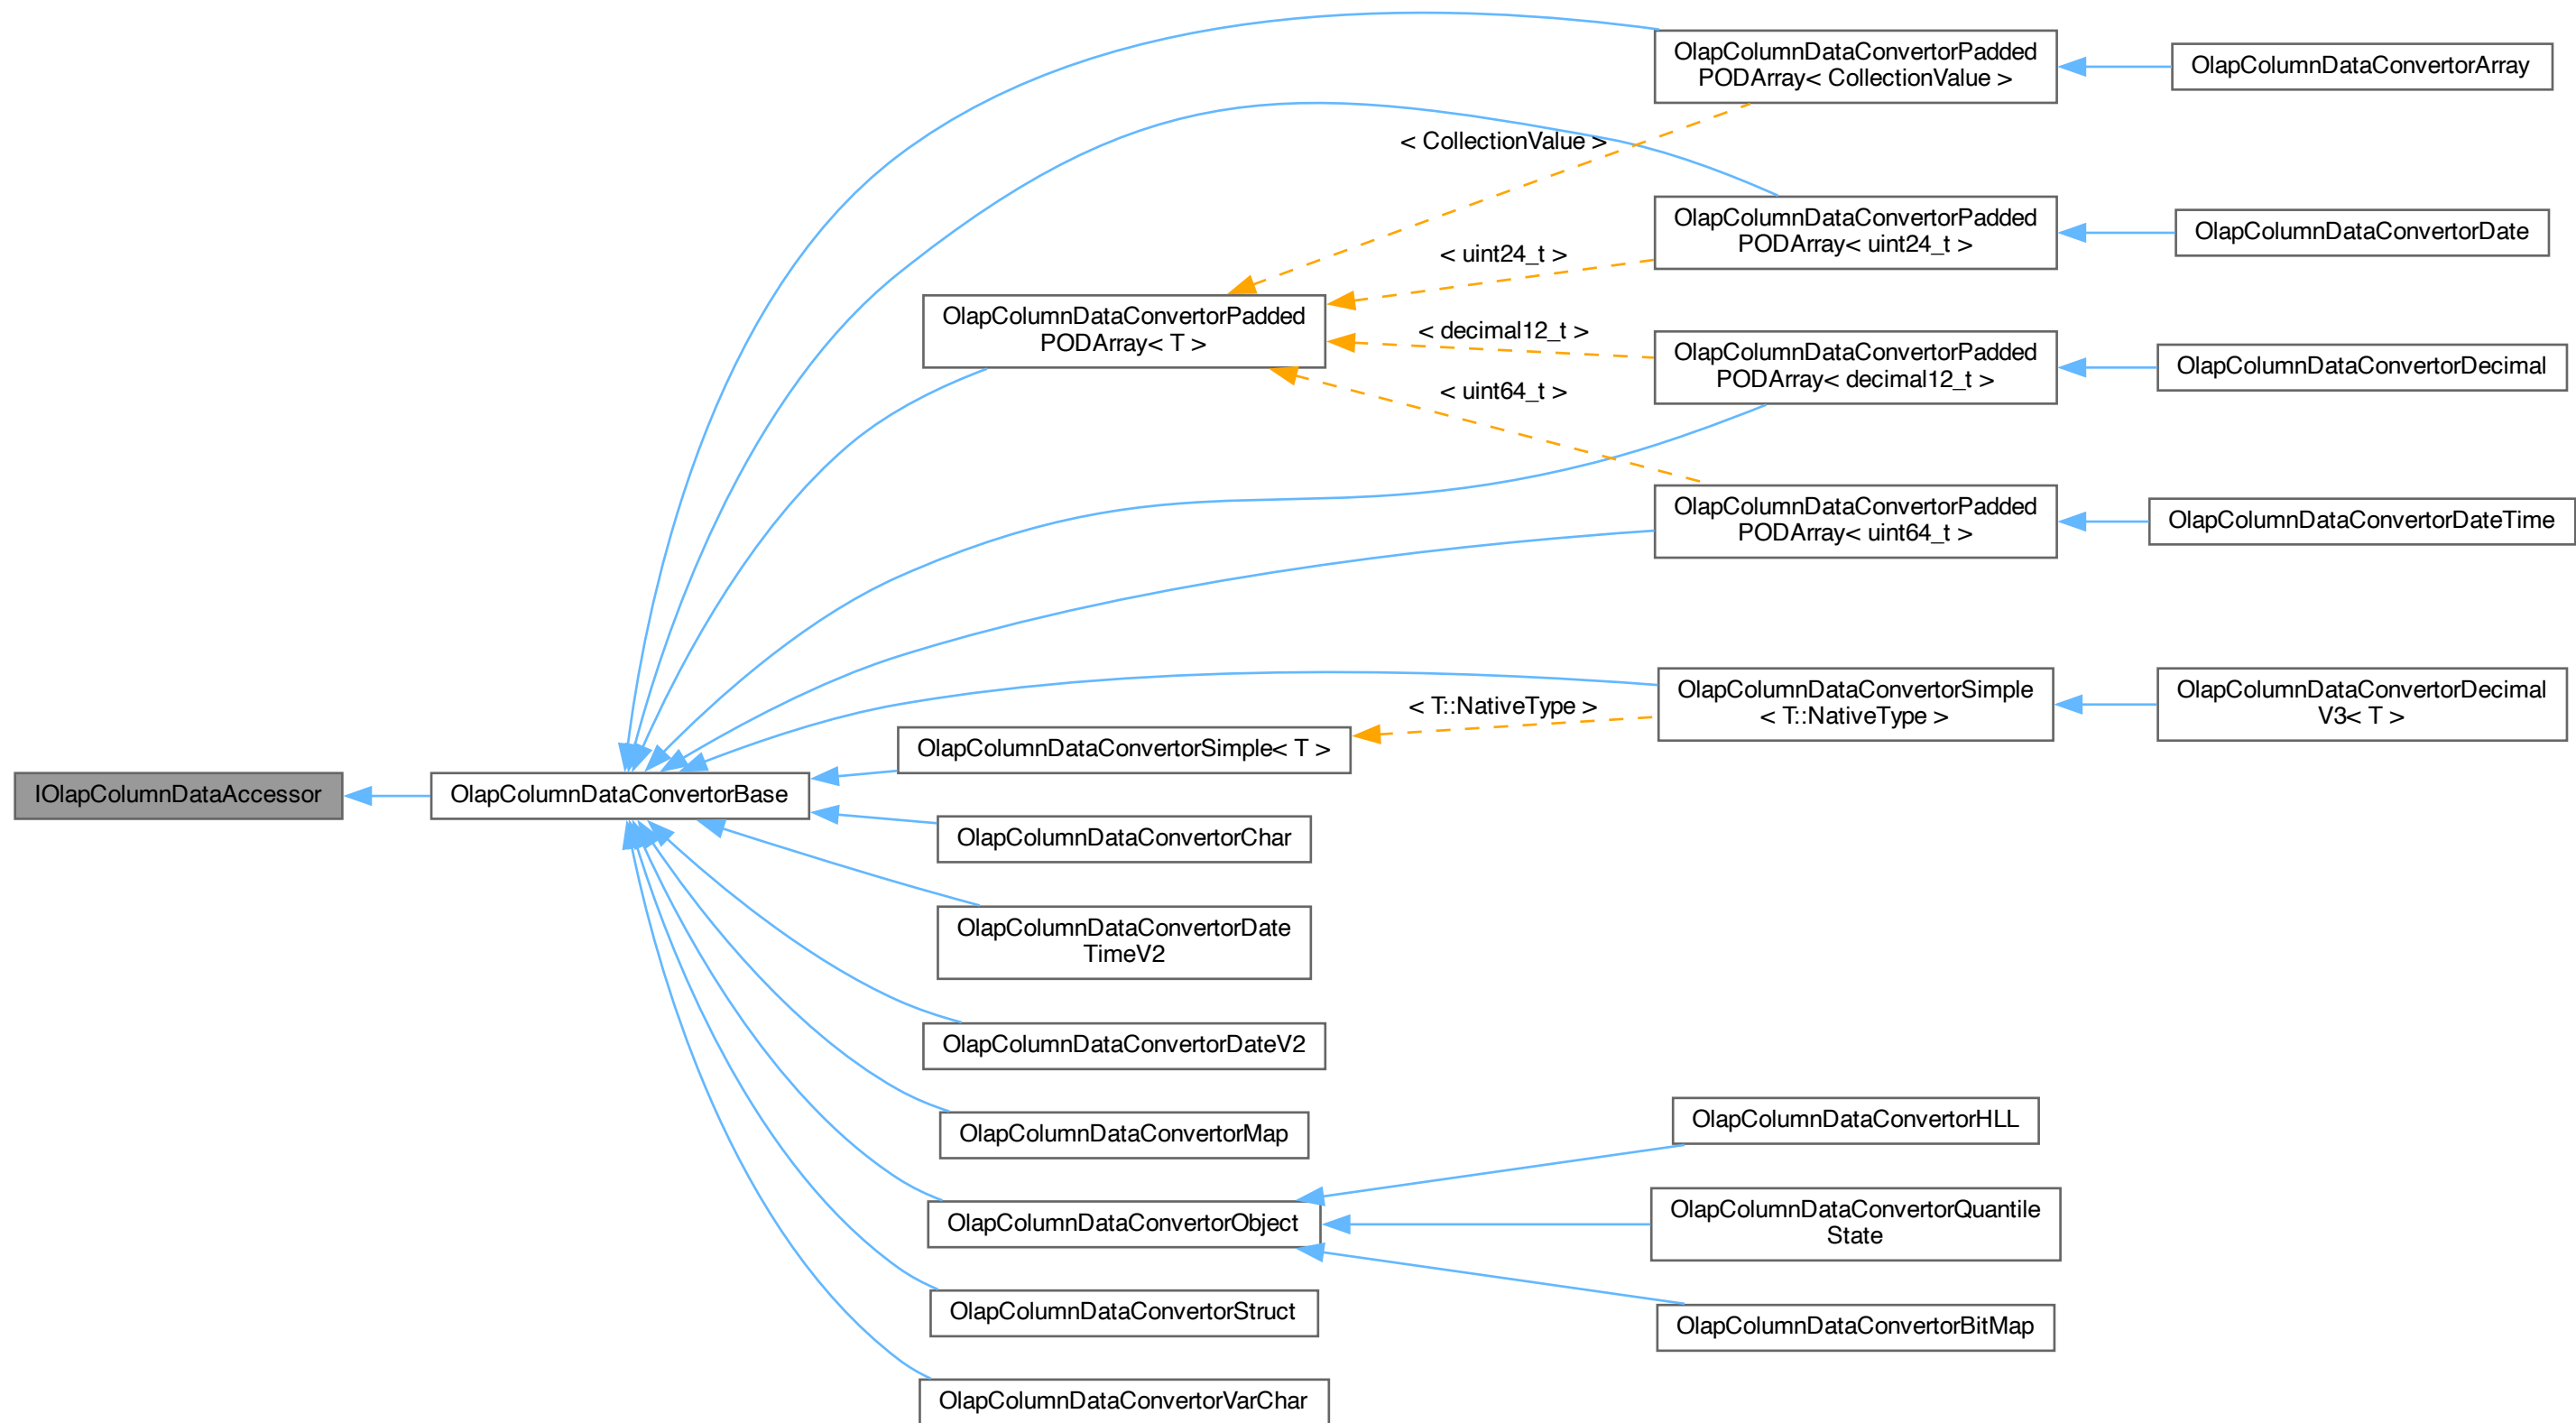 OlapColumnDataConvertorPadded
PODArray< CollectionValue >
OlapColumnDataConvertorArray
< CollectionValue >
OlapColumnDataConvertorPadded
PODArray< uint24_t >
OlapColumnDataConvertorDate
< uint24_t >
OlapColumnDataConvertorPadded
PODArray< T >
< decimal12_t >
OlapColumnDataConvertorPadded
PODArray< decimal12_t >
OlapColumnDataConvertorDecimal
< uint64_t >
OlapColumnDataConvertorPadded
PODArray< uint64_t >
OlapColumnDataConvertorDateTime
OlapColumnDataConvertorSimple
< T::NativeType >
OlapColumnDataConvertorDecimal
V3< T >
< T::NativeType >
OlapColumnDataConvertorSimple< T >
IOlapColumnDataAccessor
OlapColumnDataConvertorBase
OlapColumnDataConvertorChar
OlapColumnDataConvertorDate
TimeV2
OlapColumnDataConvertorDateV2
OlapColumnDataConvertorMap
OlapColumnDataConvertorHLL
OlapColumnDataConvertorObject
OlapColumnDataConvertorQuantile
State
OlapColumnDataConvertorStruct
OlapColumnDataConvertorBitMap
OlapColumnDataConvertorVarChar